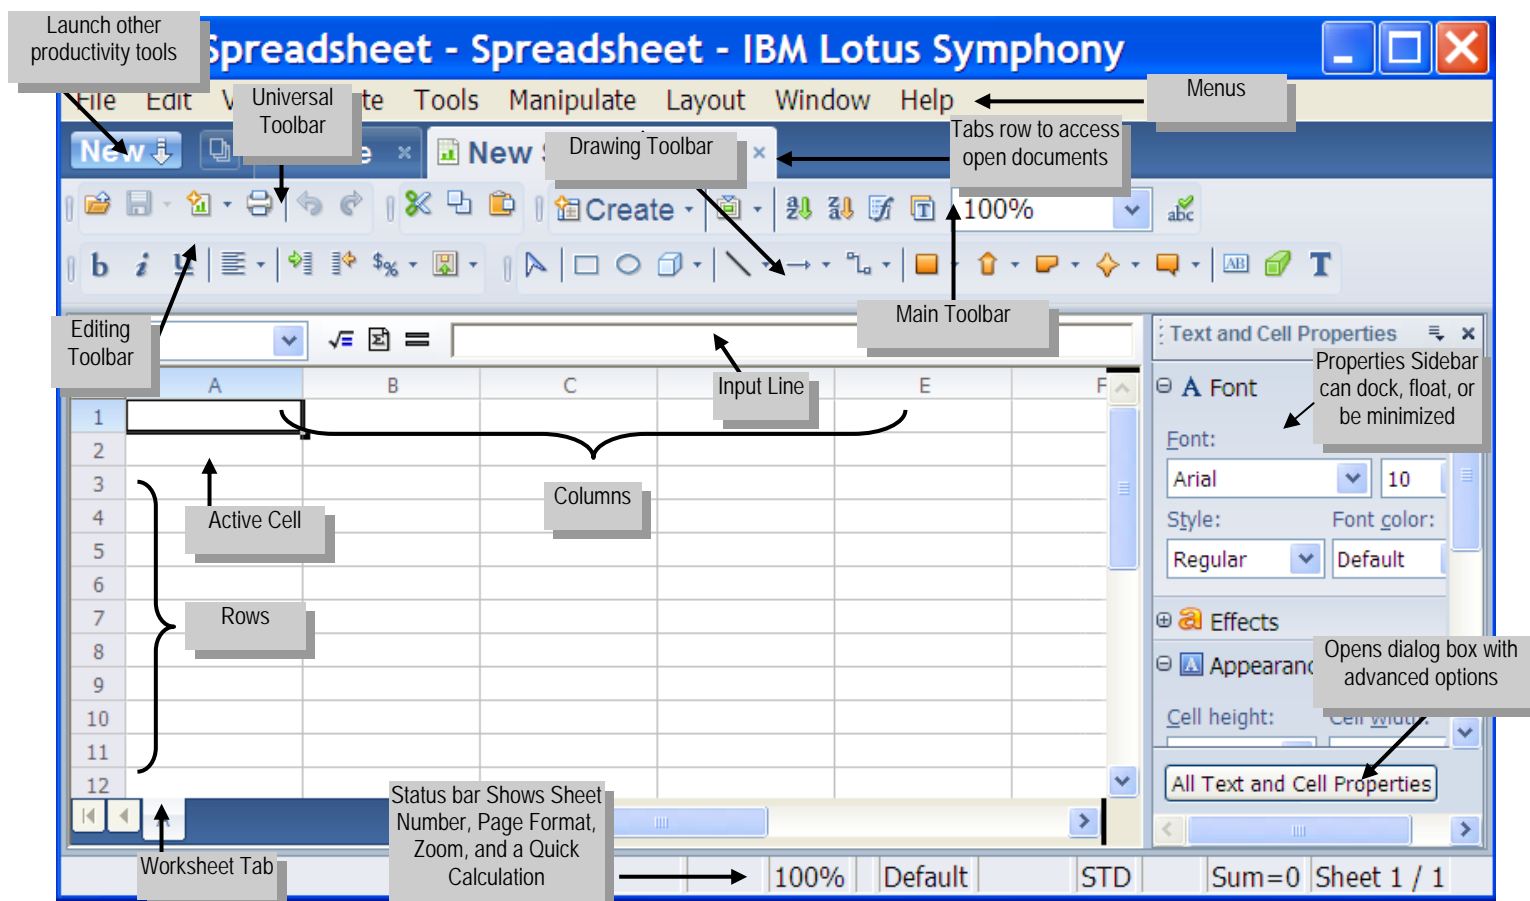 Launch other
productivity tools
Spreadsheet - Spreadsheet - IBM Lotus Symphony
File Edit Tools Manipulate Layout Window Help
Menus
Universal
Toolbar
New
New
Drawing Toolbar
Tabs row to access
open documents
Create
100%
abc
b i U
$%
AB
T
Editing
Toolbar
Main Toolbar
Text and Cell Properties
Input Line
Properties Sidebar
can dock, float, or
be minimized
A B C E F
A Font
1
2
3
4
5
6
7
8
9
10
11
12
Font:
Arial 10
Style: Font color:
Regular Default
Columns
Active Cell
Rows
Effects
Opens dialog box with
advanced options
Cell height: Cell width:
All Text and Cell Properties
Status bar Shows Sheet
Number, Page Format,
Zoom, and a Quick
Calculation
Worksheet Tab
100% Default STD Sum=0 Sheet 1 / 1